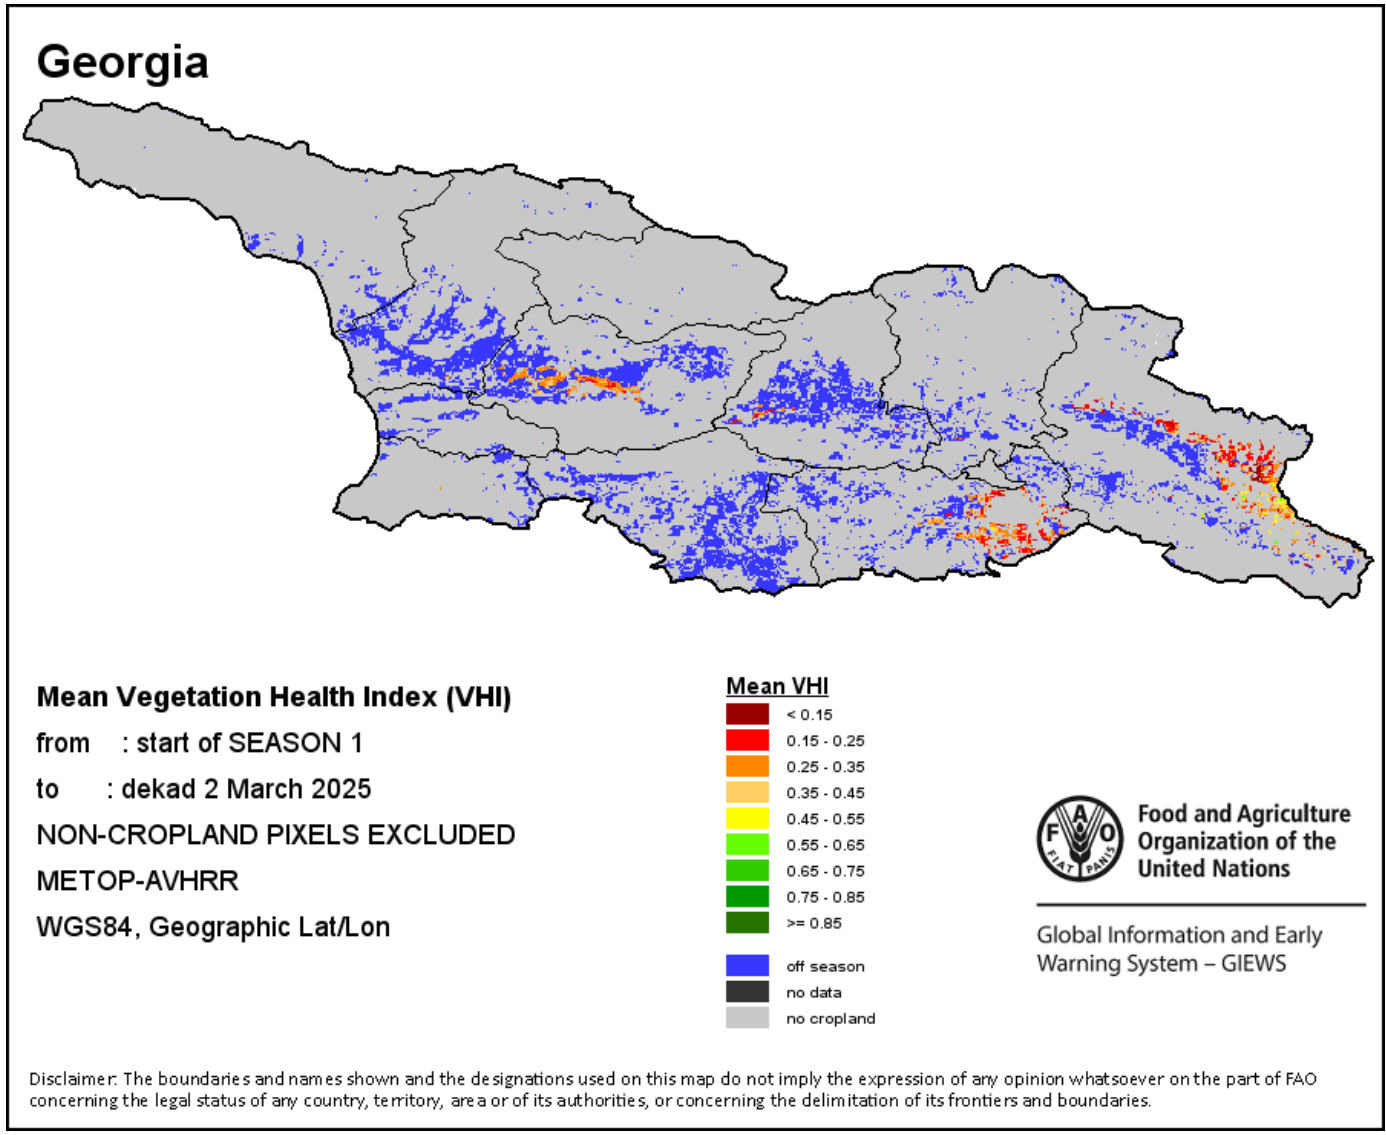 Georgia
Mean Vegetation Health Index (VHI)
from : start of SEASON 1
to : dekad 2 March 2025
NON-CROPLAND PIXELS EXCLUDED
METOP-AVHRR
WGS84, Geographic Lat/Lon
Mean VHI
< 0.15
0.15 - 0.25
0.25 - 0.35
0.35 - 0.45
0.45 - 0.55
0.55 - 0.65
0.65 - 0.75
0.75 - 0.85
>= 0.85
off season
no data
no cropland
F A O
FIAT PANIS
Food and Agriculture
Organization of the
United Nations
Global Information and Early
Warning System – GIEWS
Disclaimer: The boundaries and names shown and the designations used on this map do not imply the expression of any opinion whatsoever on the part of FAO
concerning the legal status of any country, territory, area or of its authorities, or concerning the delimitation of its frontiers and boundaries.